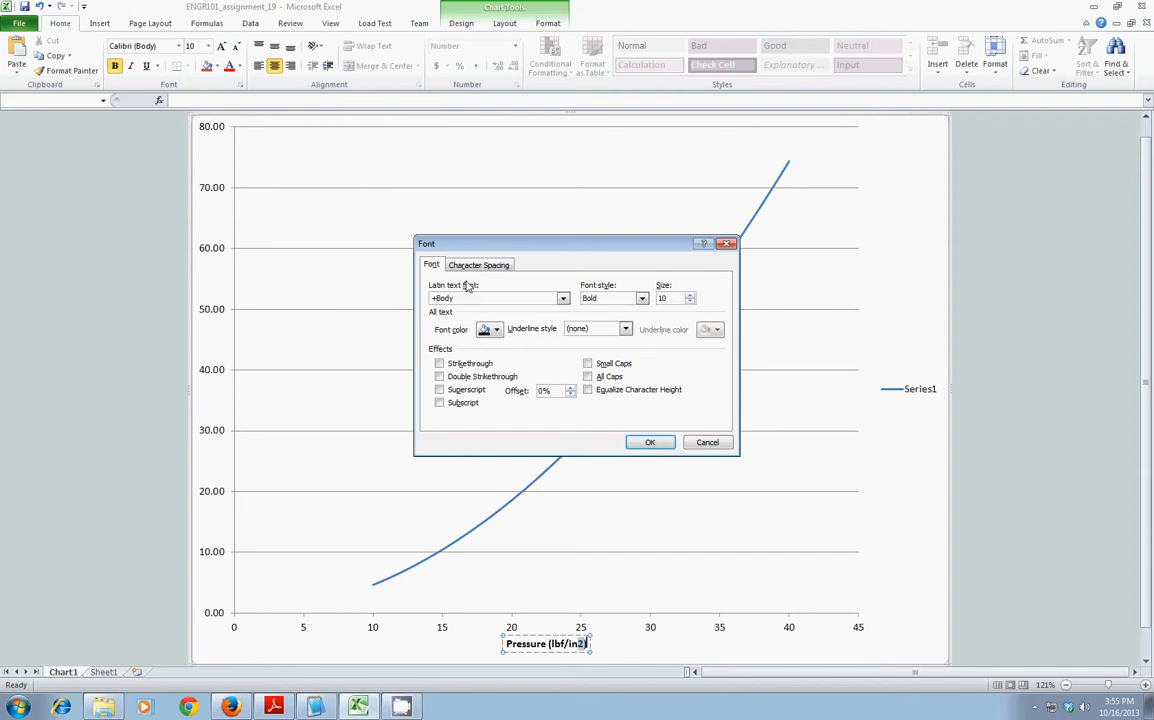 ENGR101_assignment_19 - Microsoft Excel
Chart Tools
File Home Insert Page Layout Formulas Data Review View Load Test Team Design Layout Format
Cut
Copy
Format Painter
Paste
Clipboard
Calibri (Body) 10
B I U
Font
Wrap Text
Merge & Center
Alignment
Number
$ % ,
Number
Conditional Formatting
Format as Table
Normal Bad Good Neutral
Calculation Check Cell Explanatory ... Input
Styles
Insert Delete Format
Cells
AutoSum
Fill
Clear
Sort & Filter
Find & Select
Editing
fx
80.00
70.00
60.00
50.00
40.00
30.00
20.00
10.00
0.00
0 5 10 15 20 25 30 35 40 45
Pressure (lbf/in2)
Series1
Font
Font Character Spacing
Latin text font:
+Body
Font style:
Bold
Size:
10
All text
Font color
Underline style
(none)
Underline color
Effects
Strikethrough
Double Strikethrough
Superscript
Offset: 0%
Subscript
Small Caps
All Caps
Equalize Character Height
OK Cancel
Chart1 Sheet1
Ready
121%
3:55 PM
10/16/2013